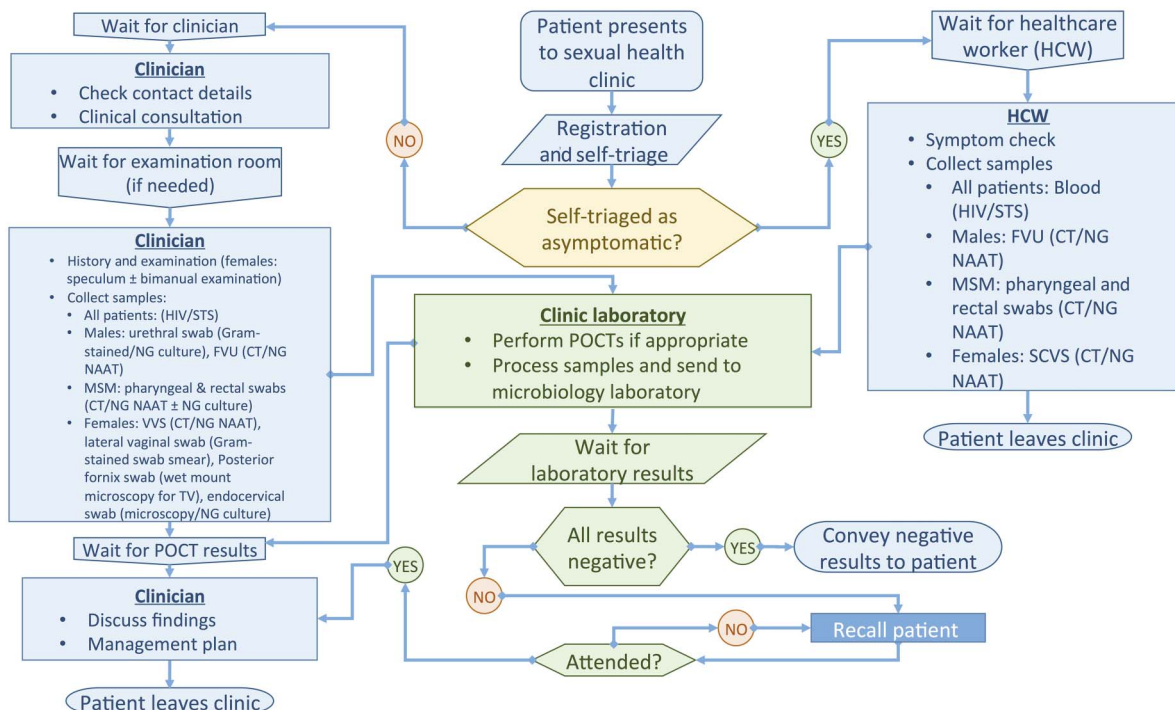 Wait for clinician
Clinician
• Check contact details
• Clinical consultation
Wait for examination room
(if needed)
Clinician
• History and examination (females:
speculum ± bimanual examination)
• Collect samples:
• All patients: (HIV/STS)
• Males: urethral swab (Gram-
stained/NG culture), FVU (CT/NG
NAAT)
• MSM: pharyngeal & rectal swabs
(CT/NG NAAT ± NG culture)
• Females: VVS (CT/NG NAAT),
lateral vaginal swab (Gram-
stained swab smear), Posterior
fornix swab (wet mount
microscopy for TV), endocervical
swab (microscopy/NG culture)
Wait for POCT results
Clinician
• Discuss findings
• Management plan
Patient leaves clinic
Patient presents
to sexual health
clinic
Registration
and self-triage
NO
YES
Self-triaged as
asymptomatic?
Clinic laboratory
• Perform POCTs if appropriate
• Process samples and send to
microbiology laboratory
Wait for
laboratory results
All results
negative?
YES
Convey negative
results to patient
NO
Recall patient
NO
Attended?
YES
Wait for healthcare
worker (HCW)
HCW
• Symptom check
• Collect samples
• All patients: Blood
(HIV/STS)
• Males: FVU (CT/NG
NAAT)
• MSM: pharyngeal and
rectal swabs (CT/NG
NAAT)
• Females: SCVS (CT/NG
NAAT)
Patient leaves clinic